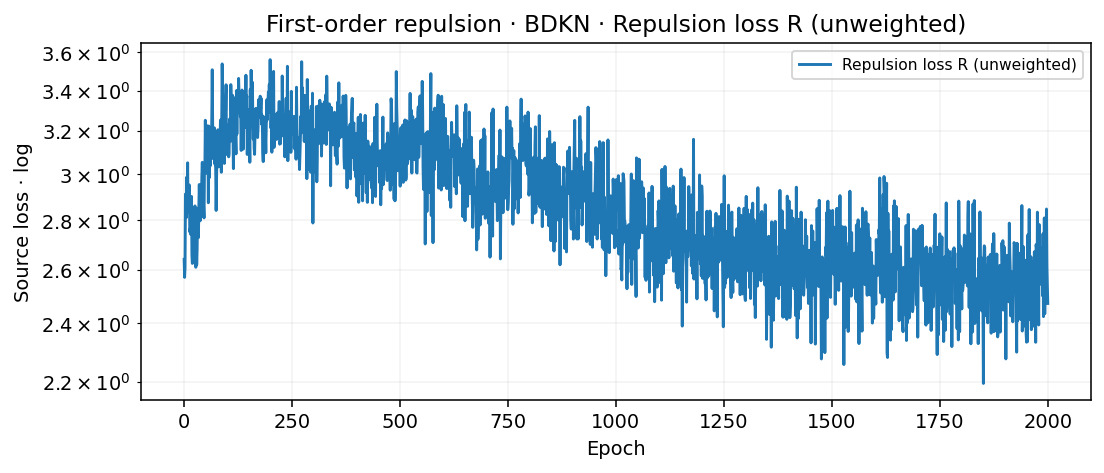 First-order repulsion · BDKN · Repulsion loss R (unweighted)
Repulsion loss R (unweighted)
Source loss · log
3.6 × 10⁰
3.4 × 10⁰
3.2 × 10⁰
3 × 10⁰
2.8 × 10⁰
2.6 × 10⁰
2.4 × 10⁰
2.2 × 10⁰
0 250 500 750 1000 1250 1500 1750 2000
Epoch